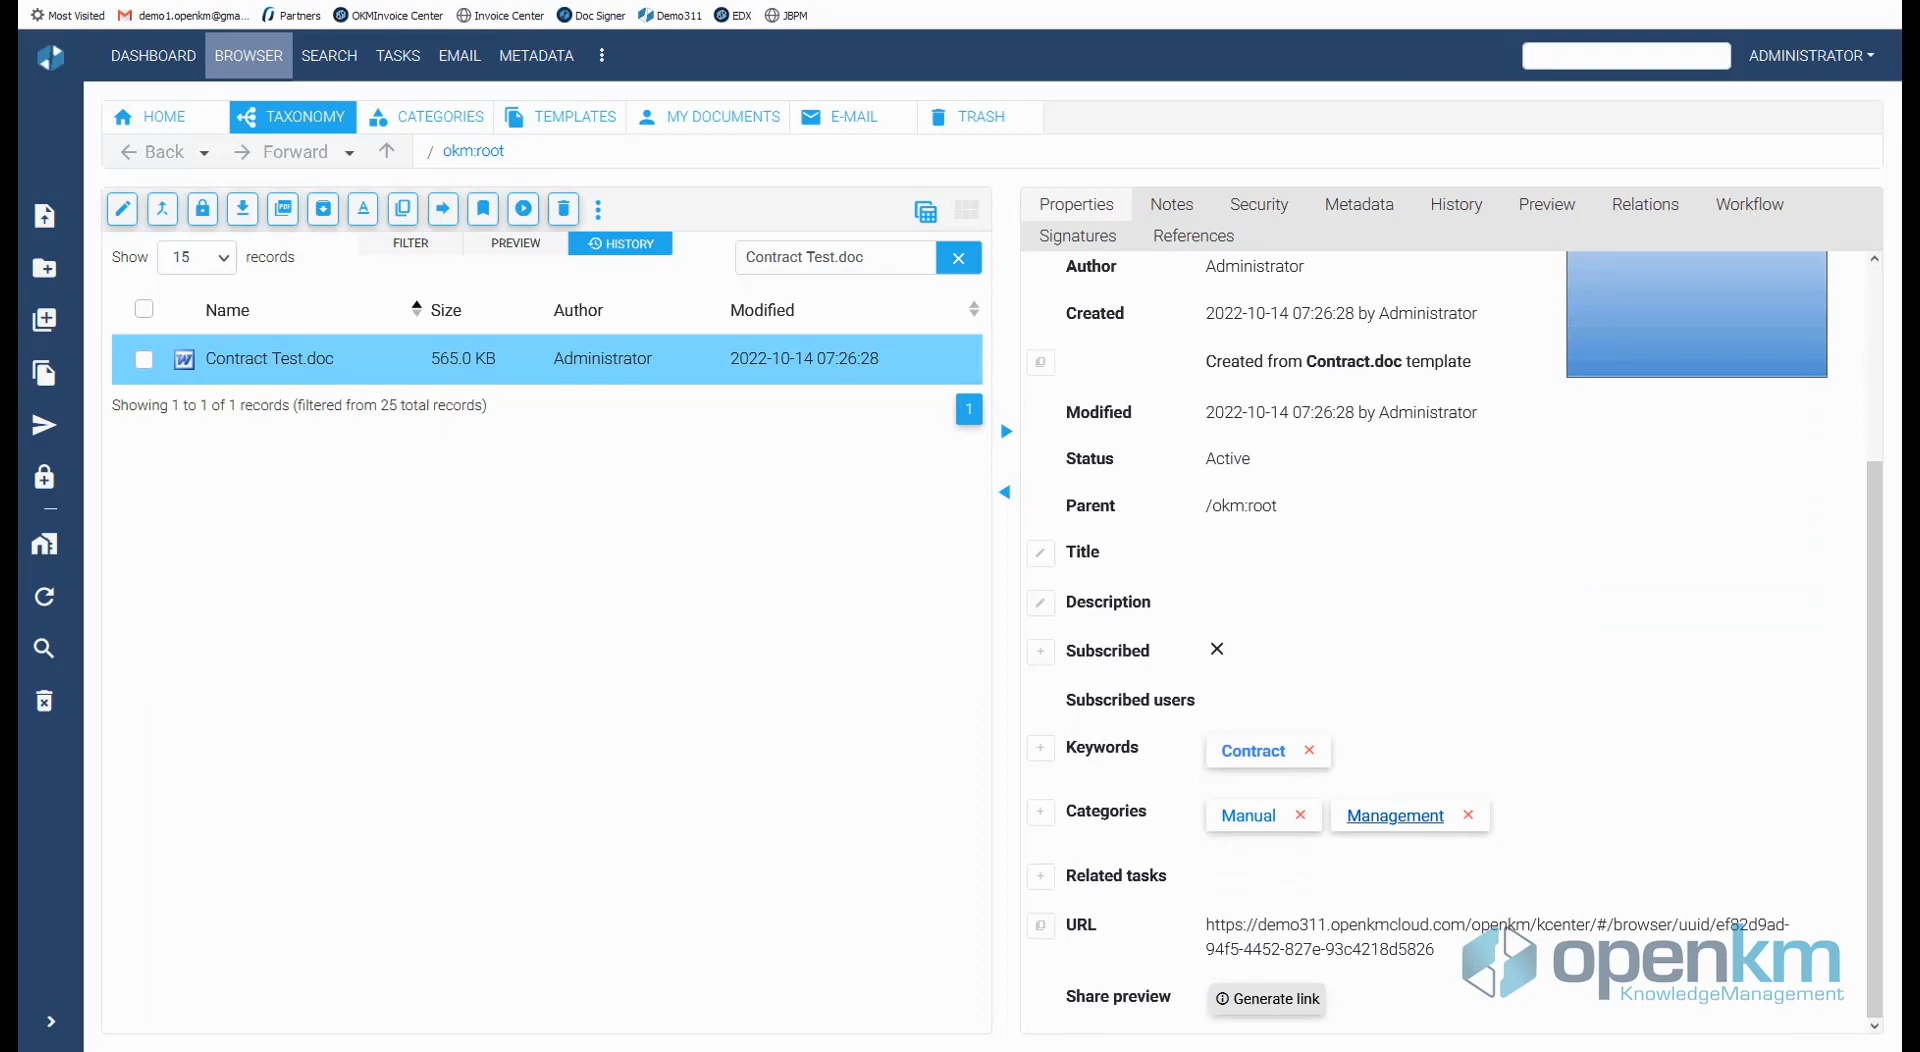 Most Visited demo1.openkm@gma... Partners OKMInvoice Center Invoice Center Doc Signer Demo311 EDX JBPM
DASHBOARD BROWSER SEARCH TASKS EMAIL METADATA ADMINISTRATOR
HOME TAXONOMY CATEGORIES TEMPLATES MY DOCUMENTS E-MAIL TRASH
Back Forward / okm:root
PDF
FILTER PREVIEW HISTORY
Show 15 records Contract Test.doc
Name Size Author Modified
Contract Test.doc 565.0 KB Administrator 2022-10-14 07:26:28
Showing 1 to 1 of 1 records (filtered from 25 total records) 1
Properties Notes Security Metadata History Preview Relations Workflow
Signatures References
Author Administrator
Created 2022-10-14 07:26:28 by Administrator
Created from Contract.doc template
Modified 2022-10-14 07:26:28 by Administrator
Status Active
Parent /okm:root
Title
Description
Subscribed
Subscribed users
Keywords Contract
Categories Manual Management
Related tasks
URL https://demo311.openkmcloud.com/openkm/kcenter/#/browser/uuid/ef82d9ad-
94f5-4452-827e-93c4218d5826
Share preview Generate link
openkm
KnowledgeManagement